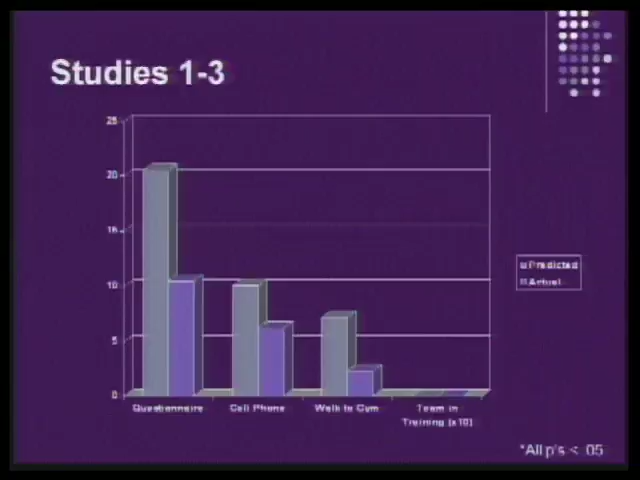 Studies 1-3
25
20
15
10
5
0
Questionnaire
Cell Phone
Walk to Gym
Team in
Training (x10)
Predicted
Actual
*All p's < .05